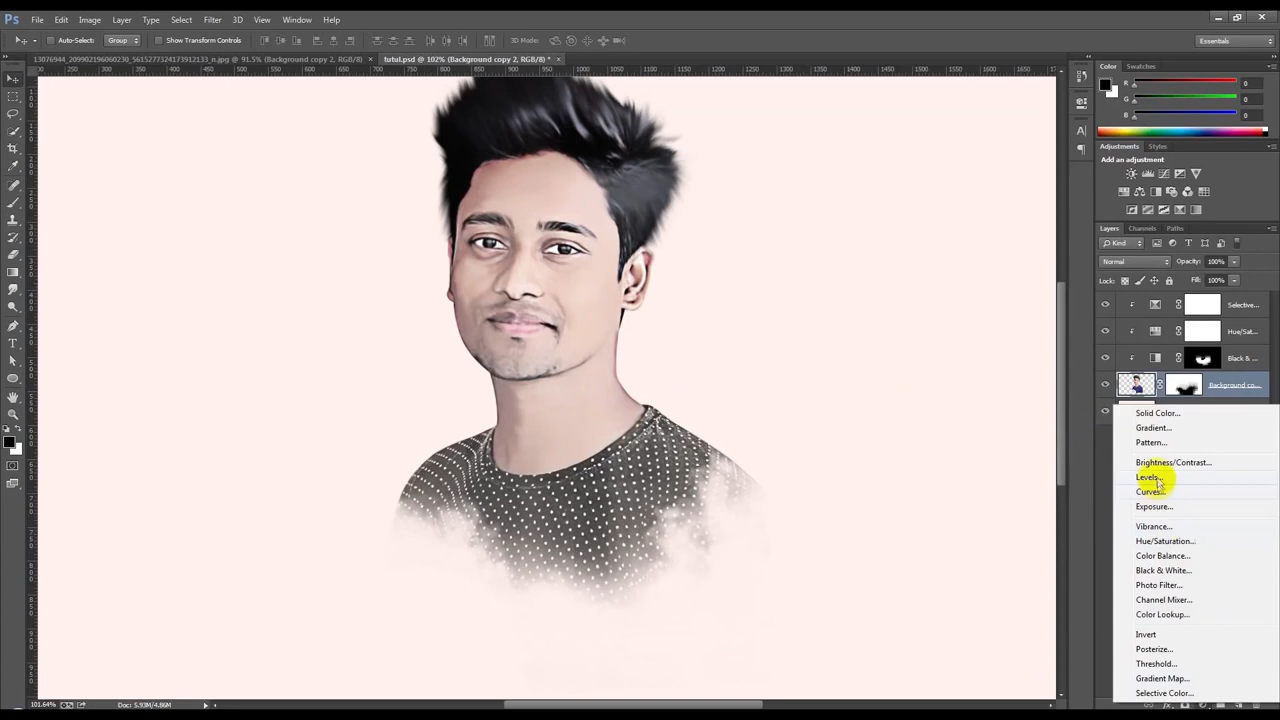 Ps File Edit Image Layer Type Select Filter 3D View Window Help
Auto-Select: Group Show Transform Controls 3D Mode: Essentials
13076944_209902196060230_5615277324173912133_n.jpg @ 91.5% (Background copy 2, RGB/8) × tutul.psd @ 102% (Background copy 2, RGB/8) * ×
Color Swatches
R 0
G 0
B 0
Adjustments Styles
Add an adjustment
Layers Channels Paths
Kind
Normal Opacity: 100%
Lock: Fill: 100%
Selective...
Hue/Sat...
Black & ...
Background co...
Solid Color...
Gradient...
Pattern...
Brightness/Contrast...
Levels...
Curves...
Exposure...
Vibrance...
Hue/Saturation...
Color Balance...
Black & White...
Photo Filter...
Channel Mixer...
Color Lookup...
Invert
Posterize...
Threshold...
Gradient Map...
Selective Color...
101.64% Doc: 5.93M/4.86M